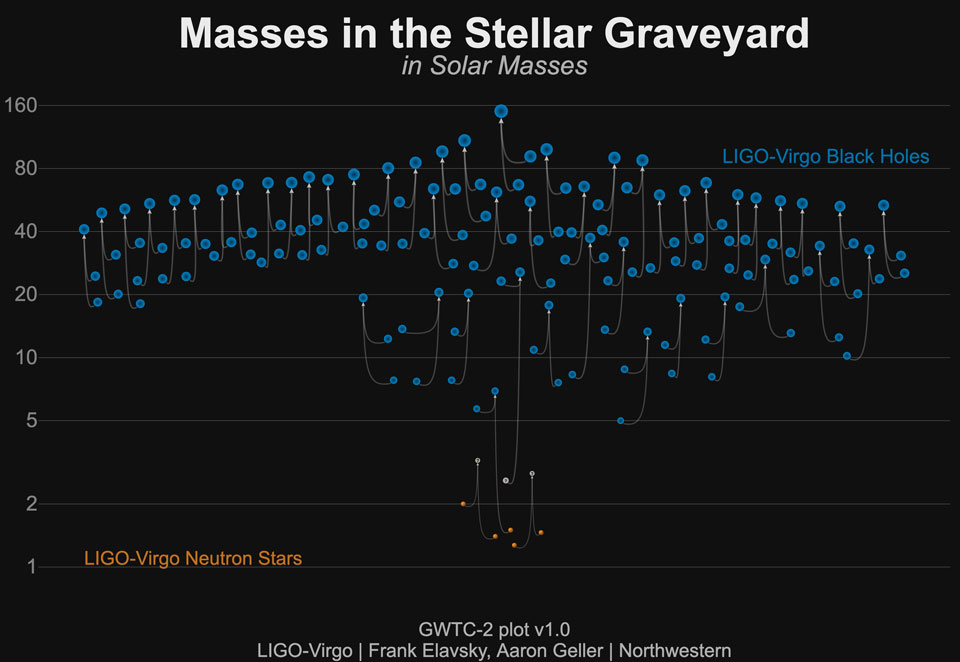 Masses in the Stellar Graveyard
in Solar Masses
160
LIGO-Virgo Black Holes
80
40
20
10
5
2
LIGO-Virgo Neutron Stars
1
GWTC-2 plot v1.0
LIGO-Virgo | Frank Elavsky, Aaron Geller | Northwestern